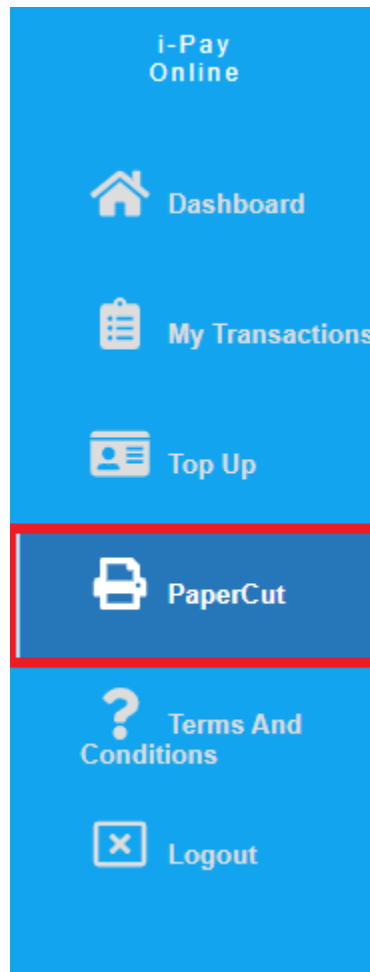 i-Pay
Online
Dashboard
My Transactions
Top Up
PaperCut
Terms And
Conditions
Logout